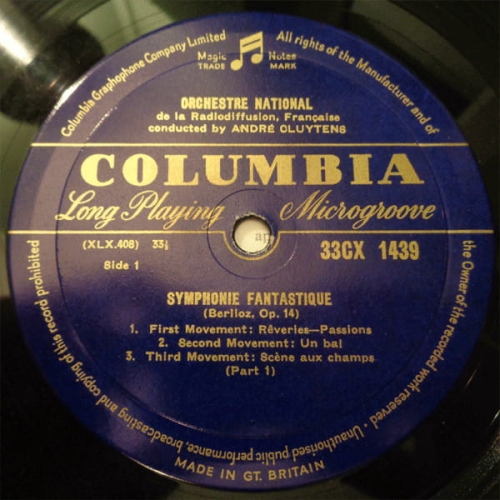 Columbia Graphophone Company Limited
All rights of the Manufacturer and of
the Owner of the recorded work reserved • Unauthorised public performance, broadcasting and copying of this record prohibited
Magic Notes
TRADE MARK
ORCHESTRE NATIONAL
de la Radiodiffusion, Française
conducted by ANDRÉ CLUYTENS
COLUMBIA
Long Playing Microgroove
(XLX.408) 33⅓
33CX 1439
Side 1
SYMPHONIE FANTASTIQUE
(Berlioz, Op. 14)
1. First Movement: Rêveries—Passions
2. Second Movement: Un bal
3. Third Movement: Scène aux champs
(Part 1)
MADE IN GT. BRITAIN